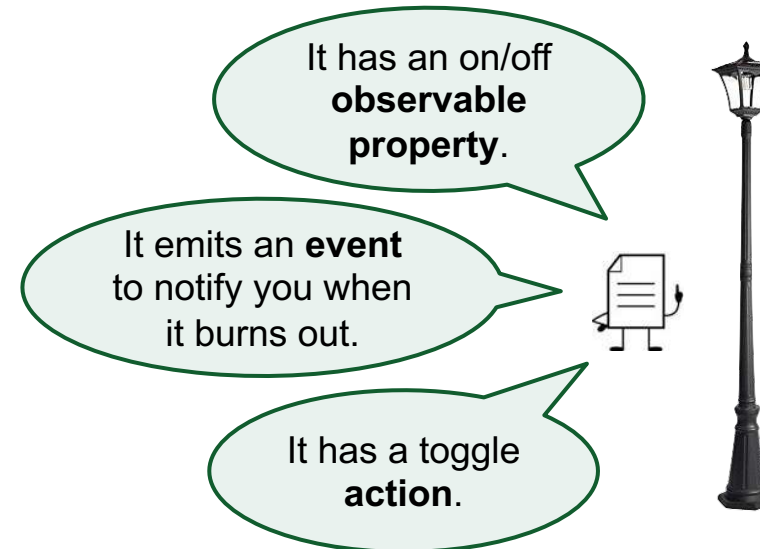 It has an on/off
observable
property.
It emits an event
to notify you when
it burns out.
It has a toggle
action.